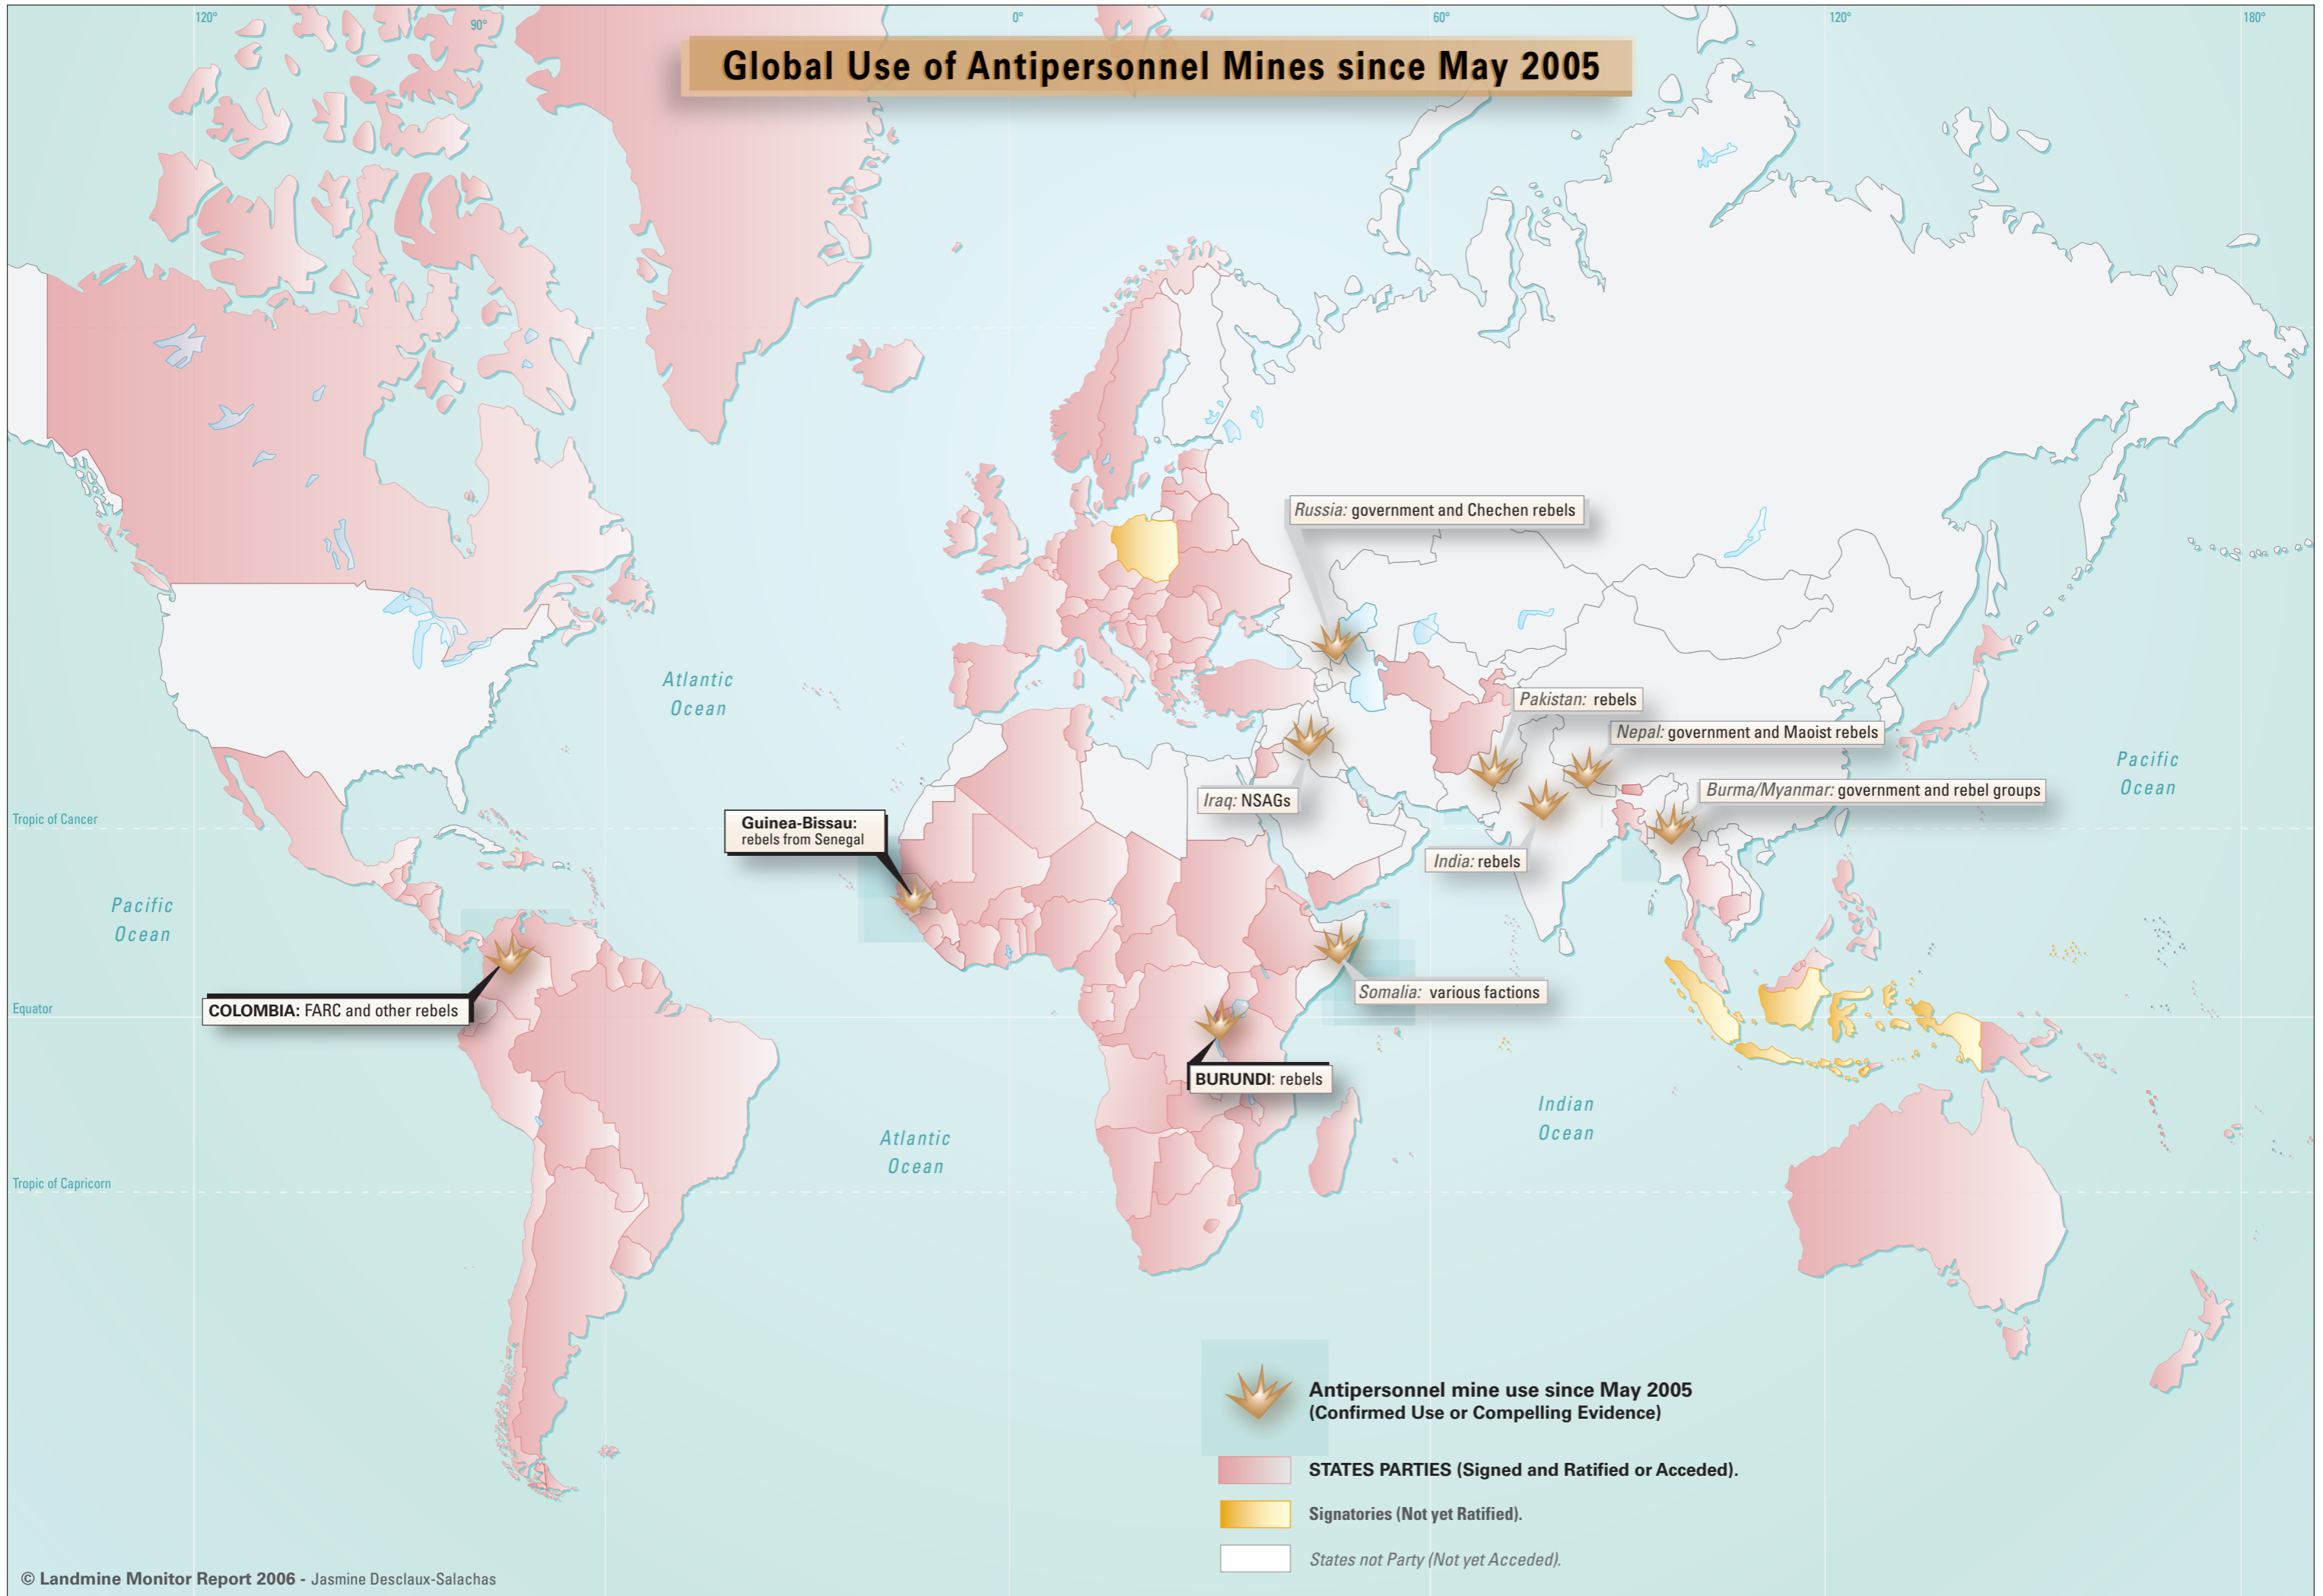 120°
90°
0°
60°
120°
180°
Global Use of Antipersonnel Mines since May 2005
Russia: government and Chechen rebels
Atlantic
Ocean
Pakistan: rebels
Nepal: government and Maoist rebels
Pacific
Ocean
Iraq: NSAGs
Burma/Myanmar: government and rebel groups
Tropic of Cancer
Guinea-Bissau:
rebels from Senegal
India: rebels
Pacific
Ocean
Somalia: various factions
Equator
COLOMBIA: FARC and other rebels
BURUNDI: rebels
Indian
Ocean
Atlantic
Ocean
Tropic of Capricorn
Antipersonnel mine use since May 2005
(Confirmed Use or Compelling Evidence)
STATES PARTIES (Signed and Ratified or Acceded).
Signatories (Not yet Ratified).
States not Party (Not yet Acceded).
© Landmine Monitor Report 2006 - Jasmine Desclaux-Salachas